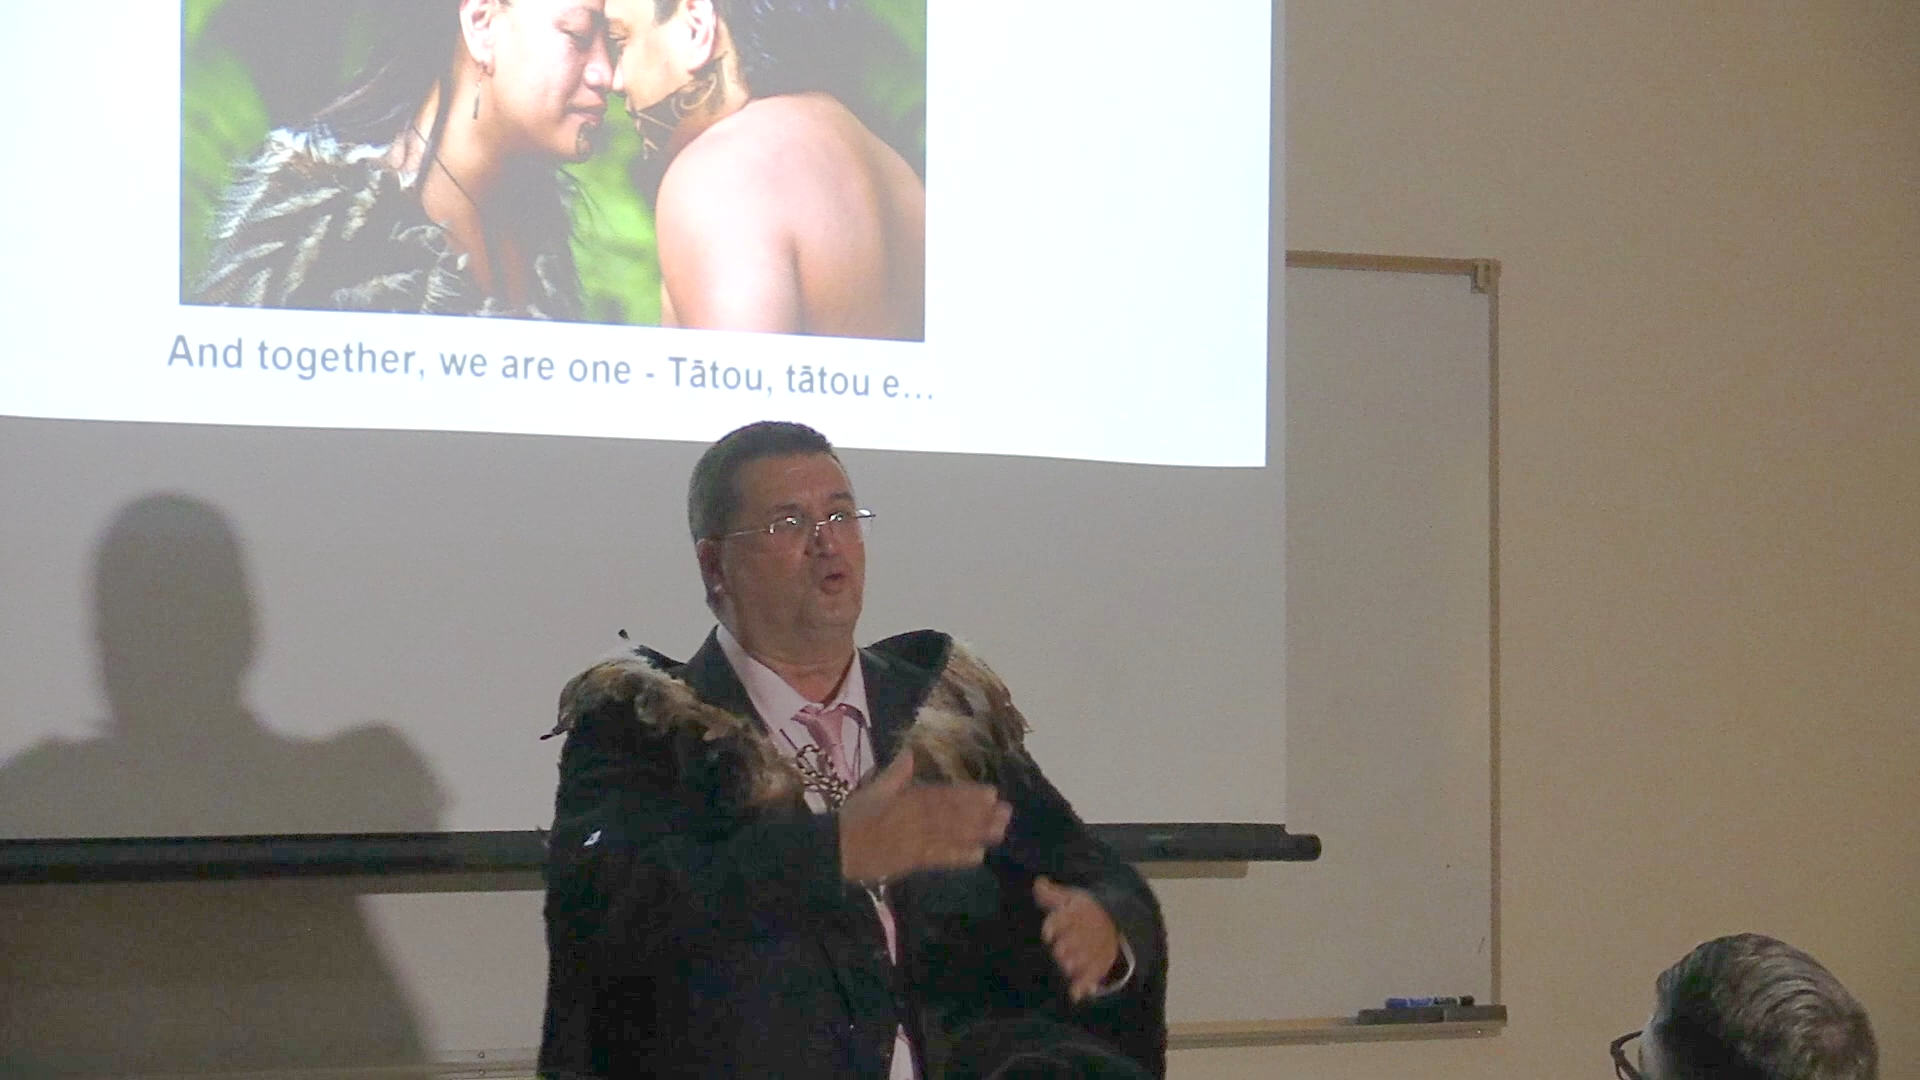 And together, we are one - Tātou, tātou e...